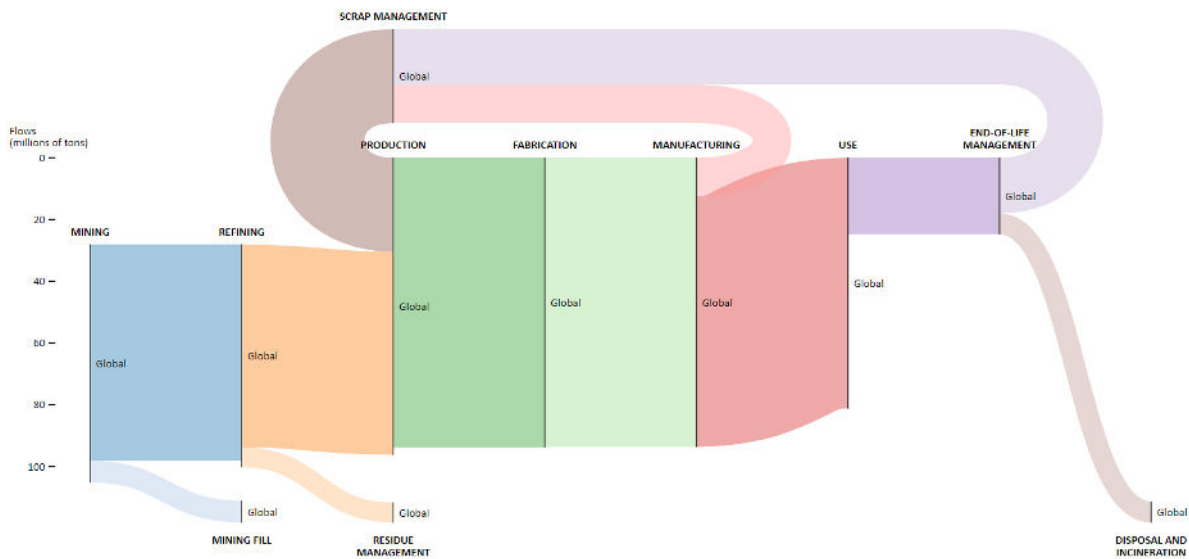 SCRAP MANAGEMENT
Global
Flows
(millions of tons)
0
20
40
60
80
100
PRODUCTION
FABRICATION
MANUFACTURING
USE
END-OF-LIFE
MANAGEMENT
Global
MINING
REFINING
Global
Global
Global
Global
Global
Global
Global
Global
Global
MINING FILL
RESIDUE
MANAGEMENT
DISPOSAL AND
INCINERATION